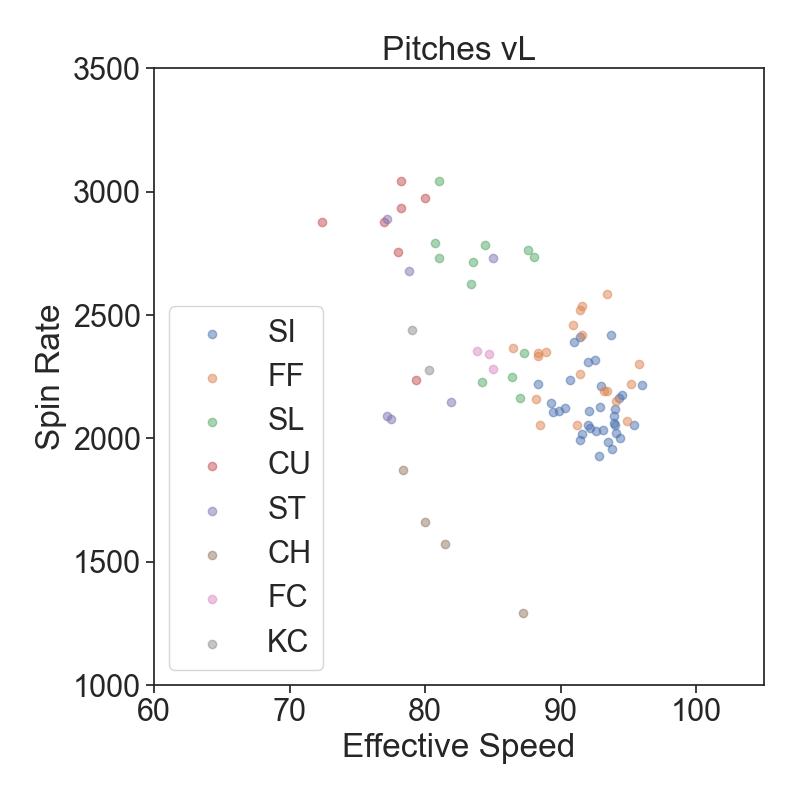 Pitches vL
3500
3000
2500
2000
1500
1000
Spin Rate
SI
FF
SL
CU
ST
CH
FC
KC
60 70 80 90 100
Effective Speed